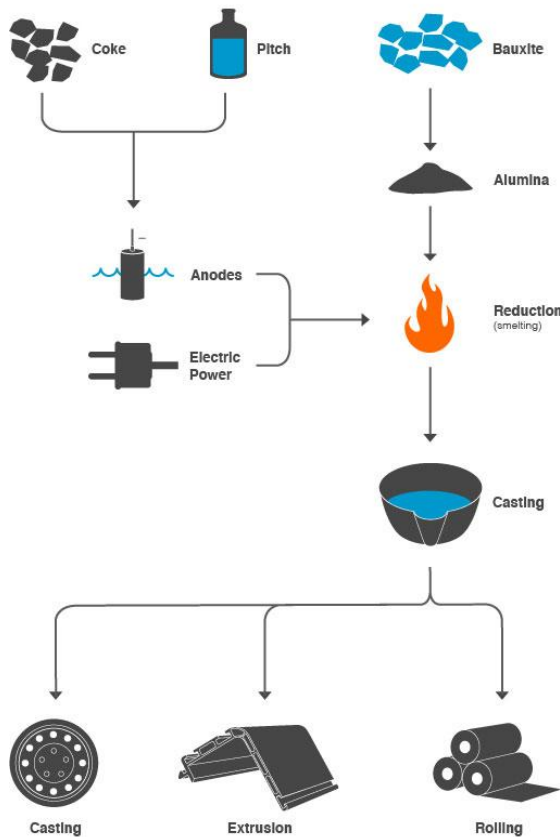 Coke
Pitch
Bauxite
Alumina
Anodes
Reduction
(smelting)
Electric
Power
Casting
Casting
Extrusion
Rolling